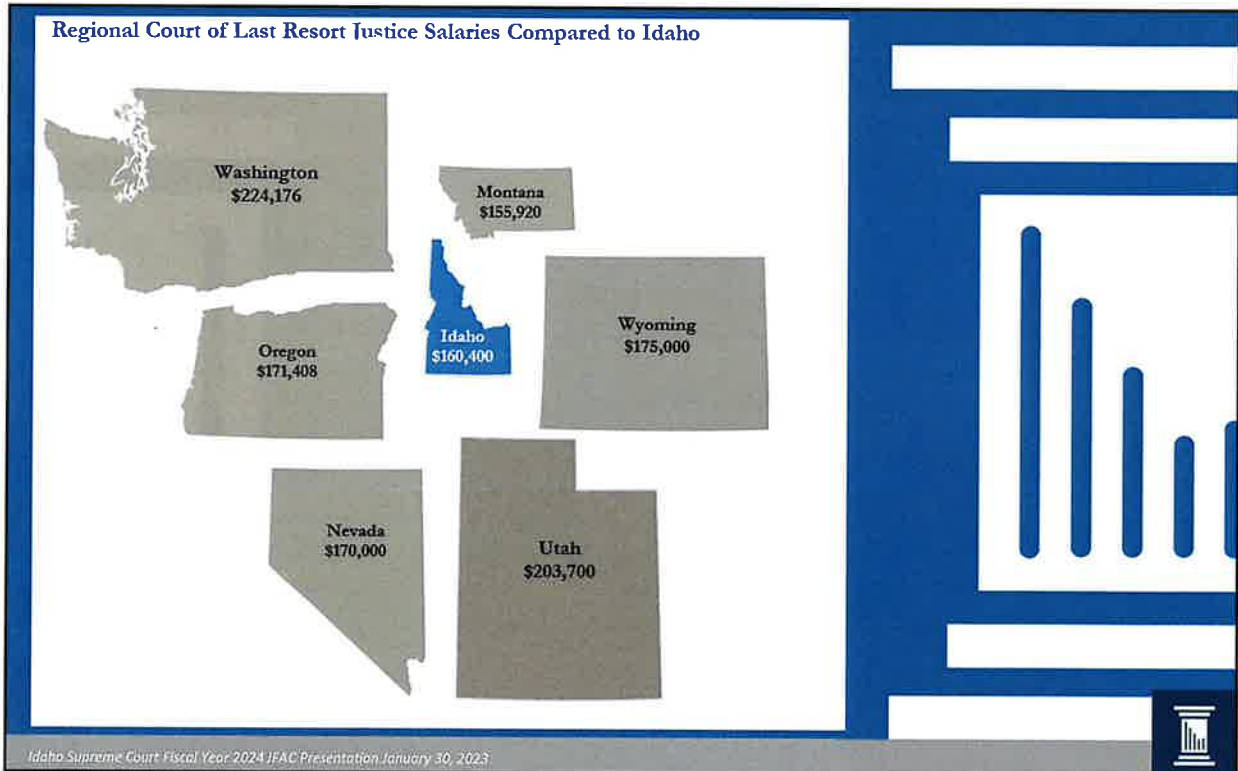 Regional Court of Last Resort Justice Salaries Compared to Idaho
Washington
$224,176
Montana
$155,920
Idaho
$160,400
Wyoming
$175,000
Oregon
$171,408
Nevada
$170,000
Utah
$203,700
Idaho Supreme Court Fiscal Year 2024 JFAC Presentation January 30, 2023